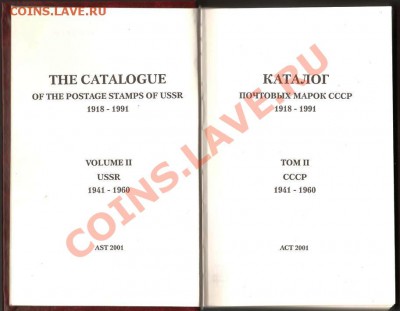 COINS.LAVE.RU
THE CATALOGUE
OF THE POSTAGE STAMPS OF USSR
1918 - 1991
VOLUME II
USSR
1941 - 1960
AST 2001
КАТАЛОГ
ПОЧТОВЫХ МАРОК СССР
1918 - 1991
ТОМ II
СССР
1941 - 1960
АСТ 2001
COINS.LAVE.RU